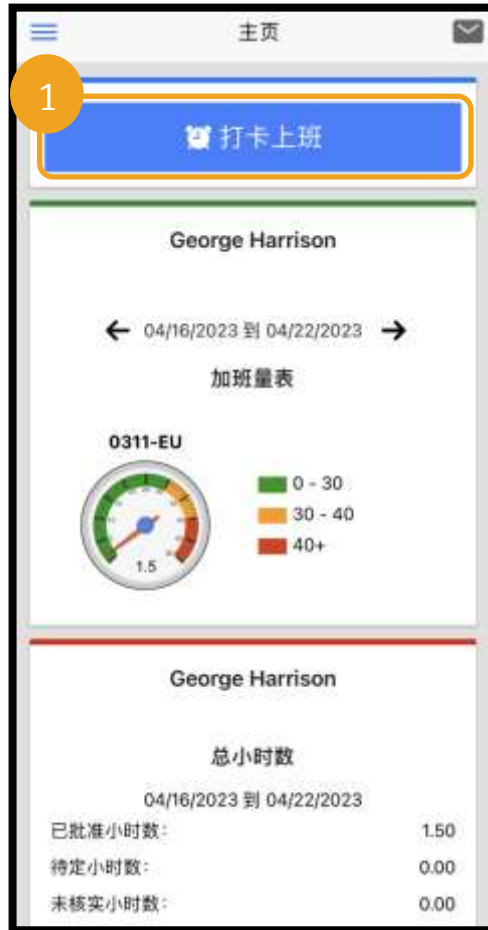 主页
1
打卡上班
George Harrison
04/16/2023 到 04/22/2023
加班量表
0311-EU
0 - 30
30 - 40
40+
1.5
George Harrison
总小时数
04/16/2023 到 04/22/2023
已批准小时数: 1.50
待定小时数: 0.00
未核实小时数: 0.00